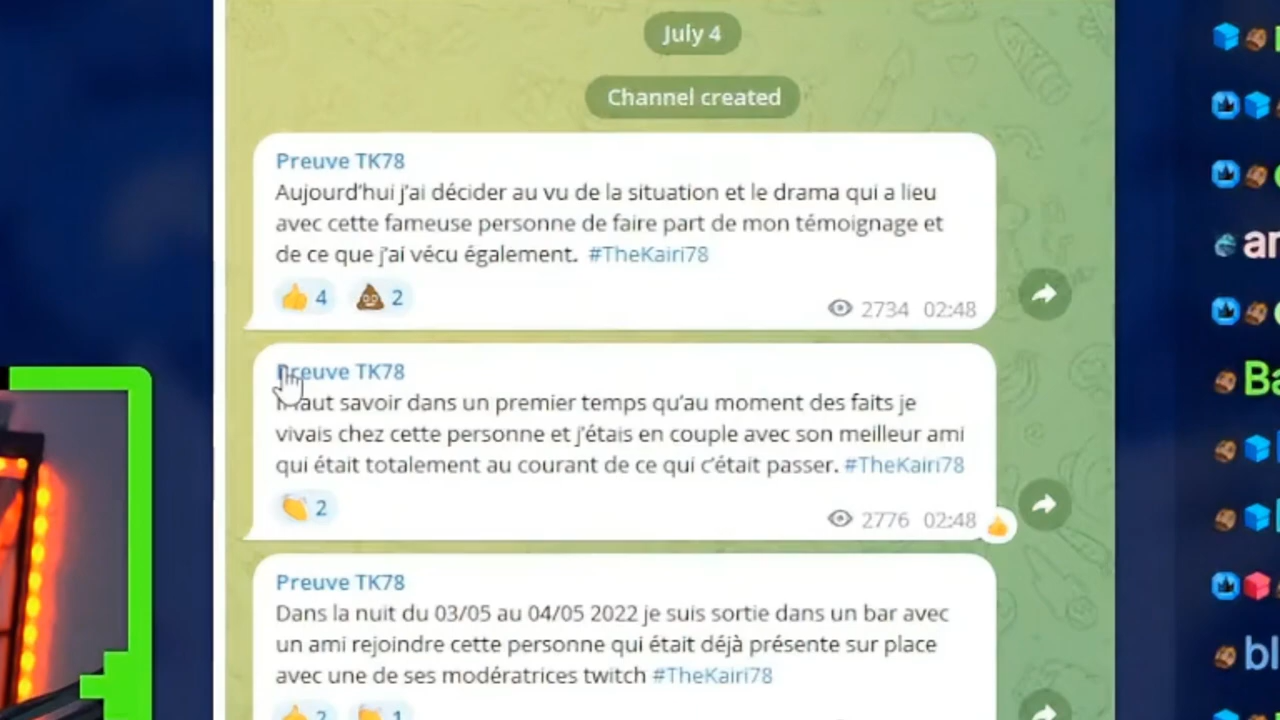 July 4
Channel created
Preuve TK78
Aujourd'hui j'ai décider au vu de la situation et le drama qui a lieu
avec cette fameuse personne de faire part de mon témoignage et
de ce que j'ai vécu également. #TheKairi78
4 2
2734 02:48
Preuve TK78
faut savoir dans un premier temps qu'au moment des faits je
vivais chez cette personne et j'étais en couple avec son meilleur ami
qui était totalement au courant de ce qui c'était passer. #TheKairi78
2
2776 02:48
Preuve TK78
Dans la nuit du 03/05 au 04/05 2022 je suis sortie dans un bar avec
un ami rejoindre cette personne qui était déjà présente sur place
avec une de ses modératrices twitch #TheKairi78
2 1